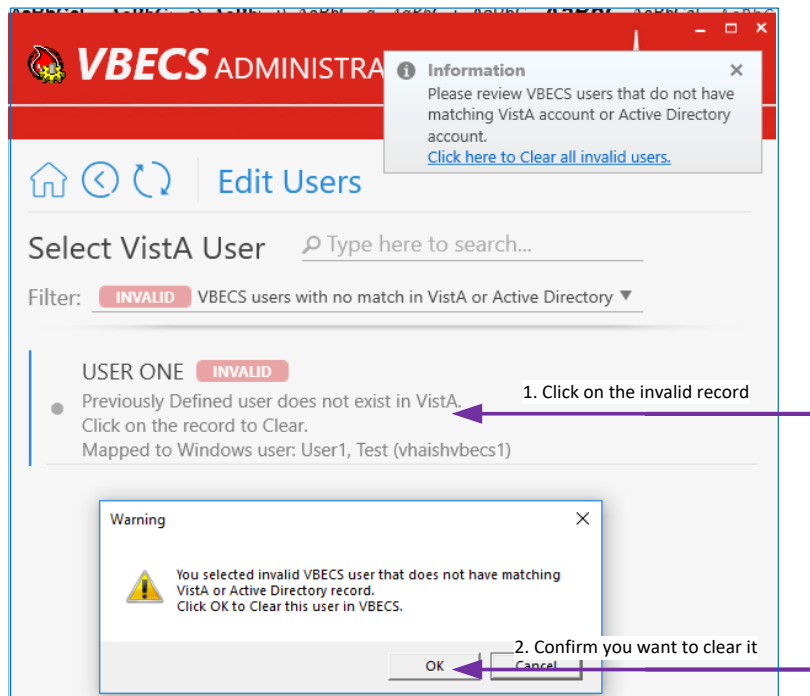 VBECS ADMINISTRA
Information
Please review VBECS users that do not have
matching VistA account or Active Directory
account.
Click here to Clear all invalid users.
Edit Users
Select VistA User
Type here to search...
Filter: INVALID VBECS users with no match in VistA or Active Directory
USER ONE INVALID
Previously Defined user does not exist in VistA.
Click on the record to Clear.
Mapped to Windows user: User1, Test (vhaishvbecs1)
1. Click on the invalid record
Warning
You selected invalid VBECS user that does not have matching
VistA or Active Directory record.
Click OK to Clear this user in VBECS.
2. Confirm you want to clear it
OK Cancel